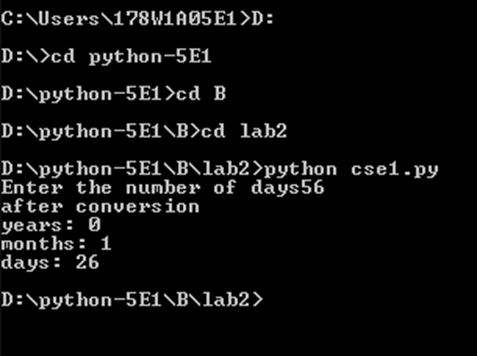 C:\Users\178W1A05E1>D:
D:\>cd python-5E1
D:\python-5E1>cd B
D:\python-5E1\B>cd lab2
D:\python-5E1\B\lab2>python cse1.py
Enter the number of days56
after conversion
years: 0
months: 1
days: 26
D:\python-5E1\B\lab2>